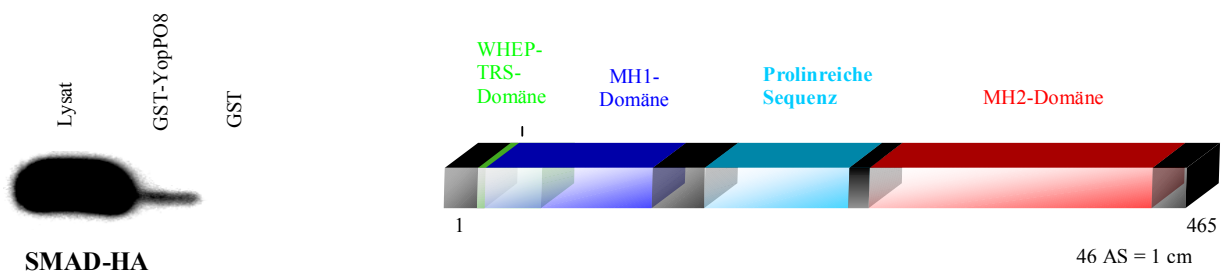 Lysat
GST-YopPO8
GST
SMAD-HA
WHEP-
TRS-
Domäne
MH1-
Domäne
Prolinreiche
Sequenz
MH2-Domäne
1
465
46 AS = 1 cm